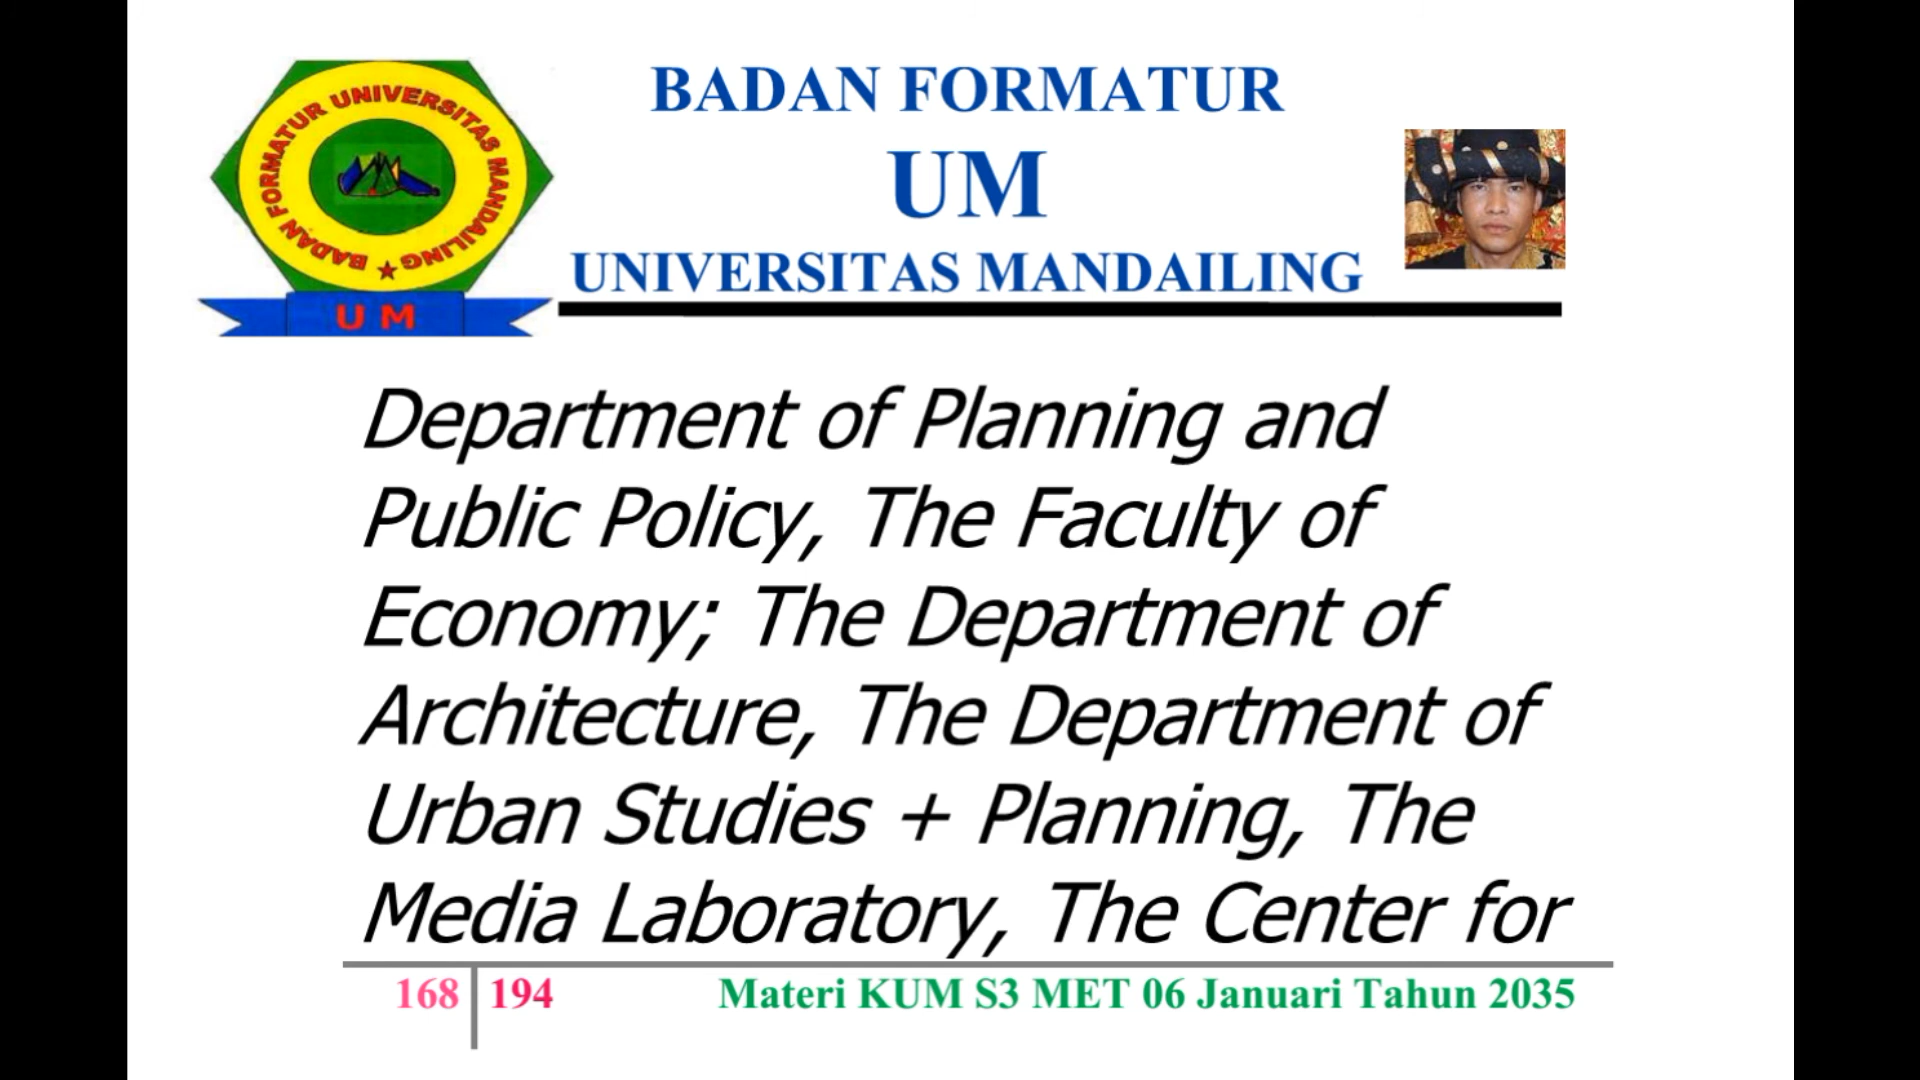 BADAN FORMATUR UNIVERSITAS MANDAILING
UM
BADAN FORMATUR
UM
UNIVERSITAS MANDAILING
Department of Planning and
Public Policy, The Faculty of
Economy; The Department of
Architecture, The Department of
Urban Studies + Planning, The
Media Laboratory, The Center for
168 194 Materi KUM S3 MET 06 Januari Tahun 2035